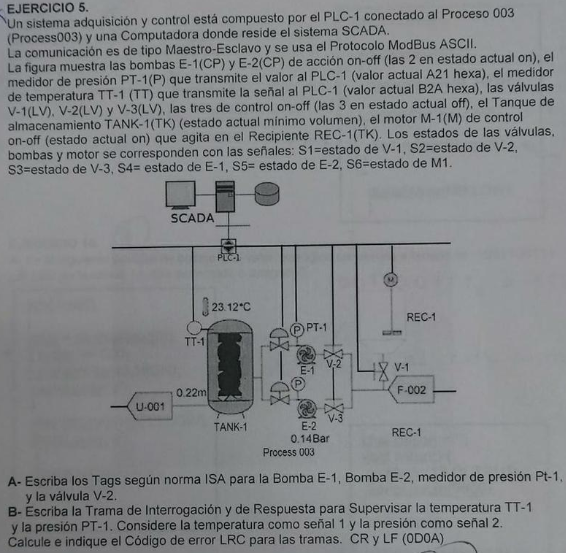 EJERCICIO 5.
Un sistema adquisición y control está compuesto por el PLC-1 conectado al Proceso 003
(Process003) y una Computadora donde reside el sistema SCADA.
La comunicación es de tipo Maestro-Esclavo y se usa el Protocolo ModBus ASCII.
La figura muestra las bombas E-1(CP) y E-2(CP) de acción on-off (las 2 en estado actual on), el
medidor de presión PT-1(P) que transmite el valor al PLC-1 (valor actual A21 hexa), el medidor
de temperatura TT-1 (TT) que transmite la señal al PLC-1 (valor actual B2A hexa), las válvulas
V-1(LV), V-2(LV) y V-3(LV), las tres de control on-off (las 3 en estado actual off), el Tanque de
almacenamiento TANK-1(TK) (estado actual mínimo volumen), el motor M-1(M) de control
on-off (estado actual on) que agita en el Recipiente REC-1(TK). Los estados de las válvulas,
bombas y motor se corresponden con las señales: S1=estado de V-1, S2=estado de V-2,
S3=estado de V-3, S4= estado de E-1, S5= estado de E-2, S6=estado de M1.
SCADA
PLC-1
M
23.12°C
P PT-1
REC-1
TT-1
E-1
V-2
V-1
P
F-002
0.22m
U-001
V-3
TANK-1
E-2
REC-1
0.14Bar
Process 003
A- Escriba los Tags según norma ISA para la Bomba E-1, Bomba E-2, medidor de presión Pt-1,
y la válvula V-2.
B- Escriba la Trama de Interrogación y de Respuesta para Supervisar la temperatura TT-1
y la presión PT-1. Considere la temperatura como señal 1 y la presión como señal 2.
Calcule e indique el Código de error LRC para las tramas. CR y LF (0D0A)